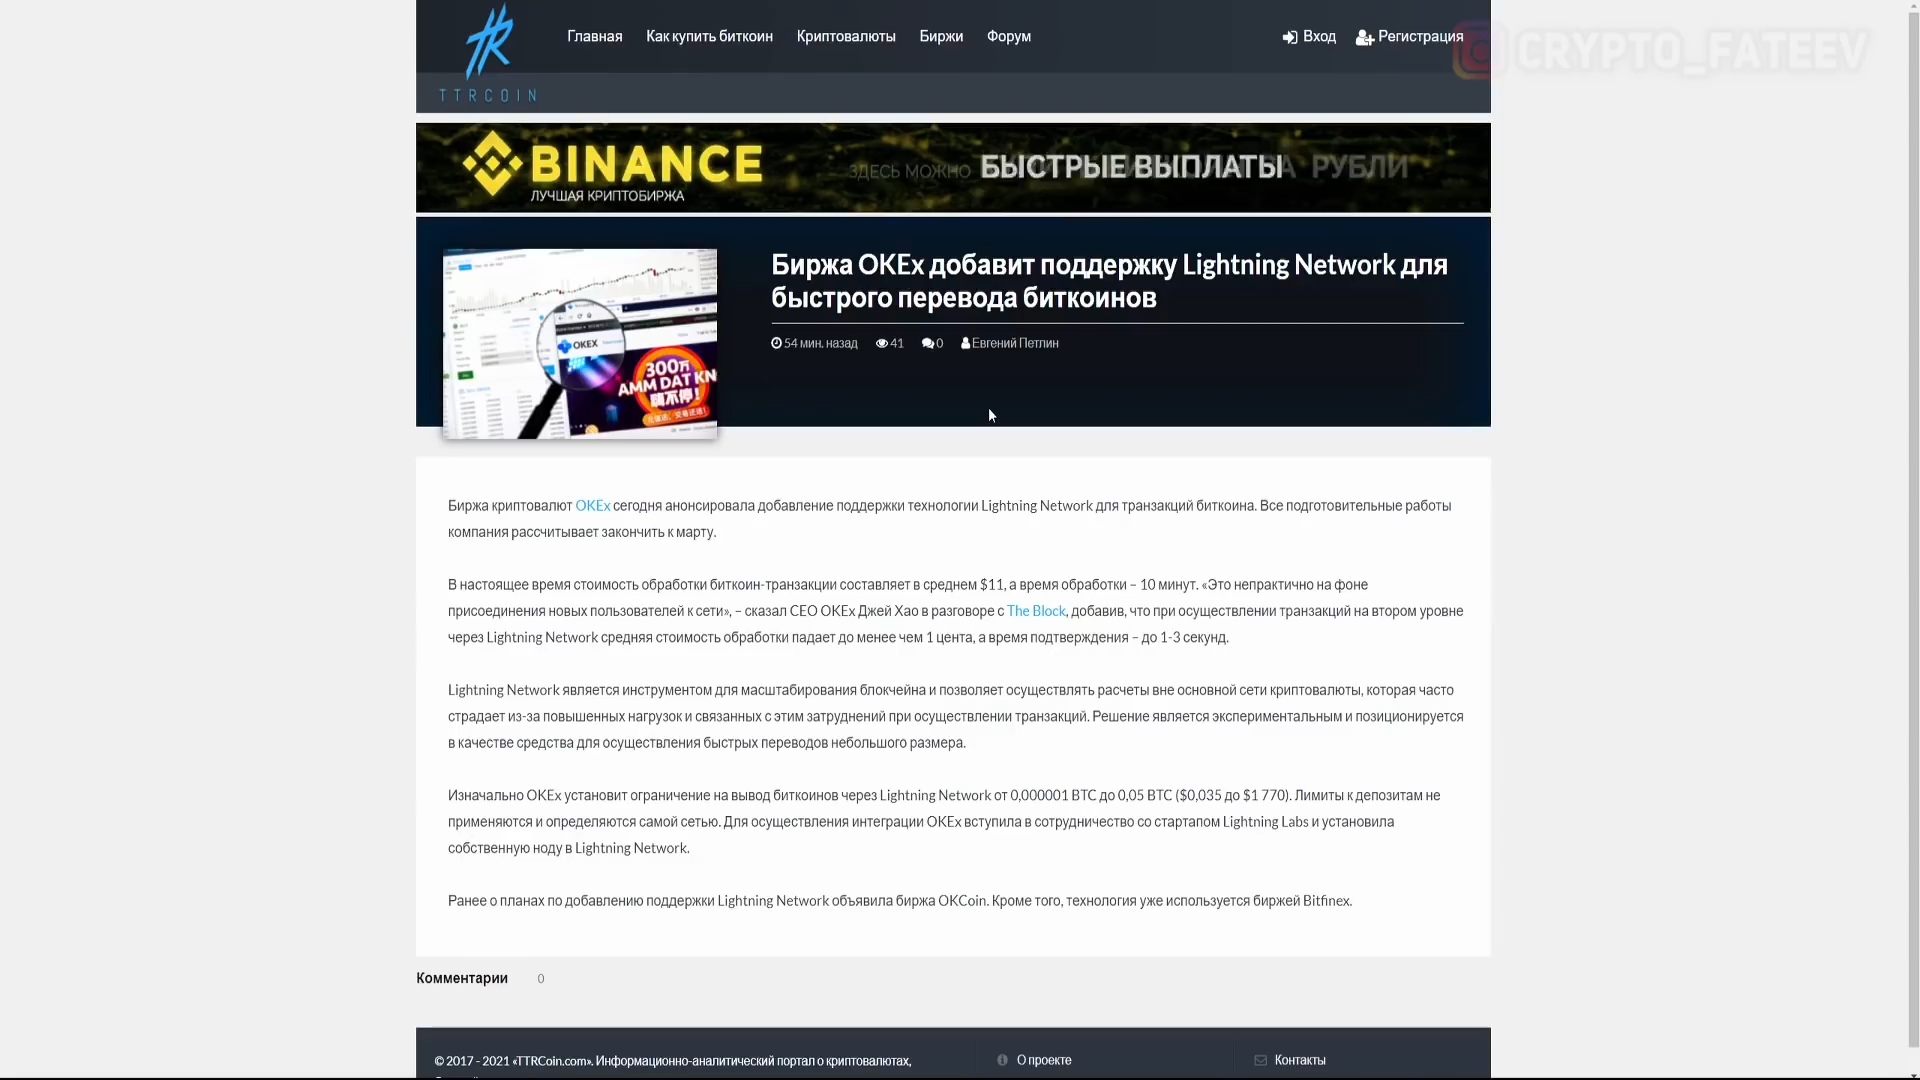 Главная Как купить биткоин Криптовалюты Биржи Форум Вход Регистрация
CRYPTO_FATEEV
TTRCOIN
BINANCE
ЛУЧШАЯ КРИПТОБИРЖА
ЗДЕСЬ МОЖНО БЫСТРЫЕ ВЫПЛАТЫ РУБЛИ
Биржа OKEx добавит поддержку Lightning Network для
быстрого перевода биткоинов
54 мин. назад 41 0 Евгений Петлин
OKEX
300万
AMM DAT KN
嗨不停!
Биржа криптовалют OKEx сегодня анонсировала добавление поддержки технологии Lightning Network для транзакций биткоина. Все подготовительные работы
компания рассчитывает закончить к марту.
В настоящее время стоимость обработки биткоин-транзакции составляет в среднем $11, а время обработки – 10 минут. «Это непрактично на фоне
присоединения новых пользователей к сети», – сказал CEO OKEx Джей Хао в разговоре с The Block, добавив, что при осуществлении транзакций на втором уровне
через Lightning Network средняя стоимость обработки падает до менее чем 1 цента, а время подтверждения – до 1-3 секунд.
Lightning Network является инструментом для масштабирования блокчейна и позволяет осуществлять расчеты вне основной сети криптовалюты, которая часто
страдает из-за повышенных нагрузок и связанных с этим затруднений при осуществлении транзакций. Решение является экспериментальным и позиционируется
в качестве средства для осуществления быстрых переводов небольшого размера.
Изначально OKEx установит ограничение на вывод биткоинов через Lightning Network от 0,000001 BTC до 0,05 BTC ($0,035 до $1 770). Лимиты к депозитам не
применяются и определяются самой сетью. Для осуществления интеграции OKEx вступила в сотрудничество со стартапом Lightning Labs и установила
собственную ноду в Lightning Network.
Ранее о планах по добавлению поддержки Lightning Network объявила биржа OKCoin. Кроме того, технология уже используется биржей Bitfinex.
Комментарии 0
© 2017 - 2021 «TTRCoin.com». Информационно-аналитический портал о криптовалютах, О проекте Контакты